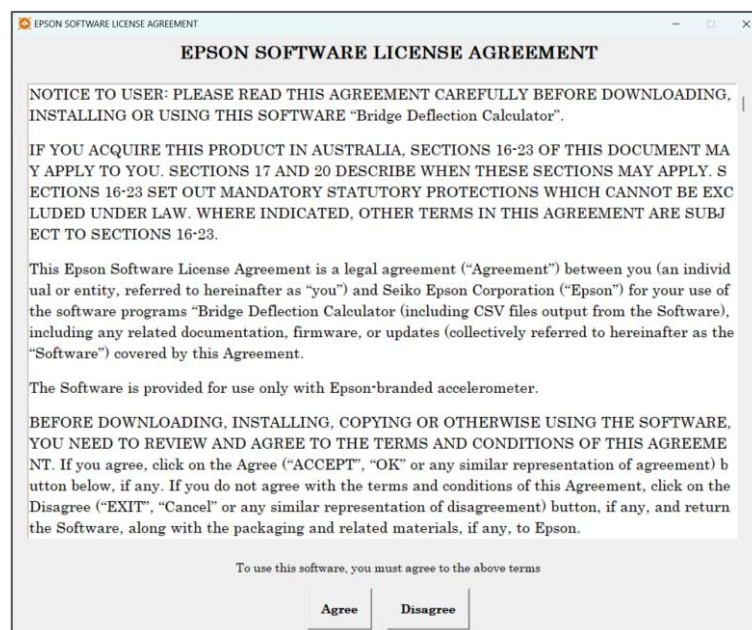 EPSON SOFTWARE LICENSE AGREEMENT
EPSON SOFTWARE LICENSE AGREEMENT
NOTICE TO USER: PLEASE READ THIS AGREEMENT CAREFULLY BEFORE DOWNLOADING,
INSTALLING OR USING THIS SOFTWARE “Bridge Deflection Calculator”.
IF YOU ACQUIRE THIS PRODUCT IN AUSTRALIA, SECTIONS 16-23 OF THIS DOCUMENT MA
Y APPLY TO YOU. SECTIONS 17 AND 20 DESCRIBE WHEN THESE SECTIONS MAY APPLY. S
ECTIONS 16-23 SET OUT MANDATORY STATUTORY PROTECTIONS WHICH CANNOT BE EXC
LUDED UNDER LAW. WHERE INDICATED, OTHER TERMS IN THIS AGREEMENT ARE SUBJ
ECT TO SECTIONS 16-23.
This Epson Software License Agreement is a legal agreement (“Agreement”) between you (an individ
ual or entity, referred to hereinafter as “you”) and Seiko Epson Corporation (“Epson”) for your use of
the software programs “Bridge Deflection Calculator (including CSV files output from the Software),
including any related documentation, firmware, or updates (collectively referred to hereinafter as the
“Software”) covered by this Agreement.
The Software is provided for use only with Epson-branded accelerometer.
BEFORE DOWNLOADING, INSTALLING, COPYING OR OTHERWISE USING THE SOFTWARE,
YOU NEED TO REVIEW AND AGREE TO THE TERMS AND CONDITIONS OF THIS AGREEME
NT. If you agree, click on the Agree (“ACCEPT”, “OK” or any similar representation of agreement) b
utton below, if any. If you do not agree with the terms and conditions of this Agreement, click on the
Disagree (“EXIT”, “Cancel” or any similar representation of disagreement) button, if any, and return
the Software, along with the packaging and related materials, if any, to Epson.
To use this software, you must agree to the above terms
Agree Disagree